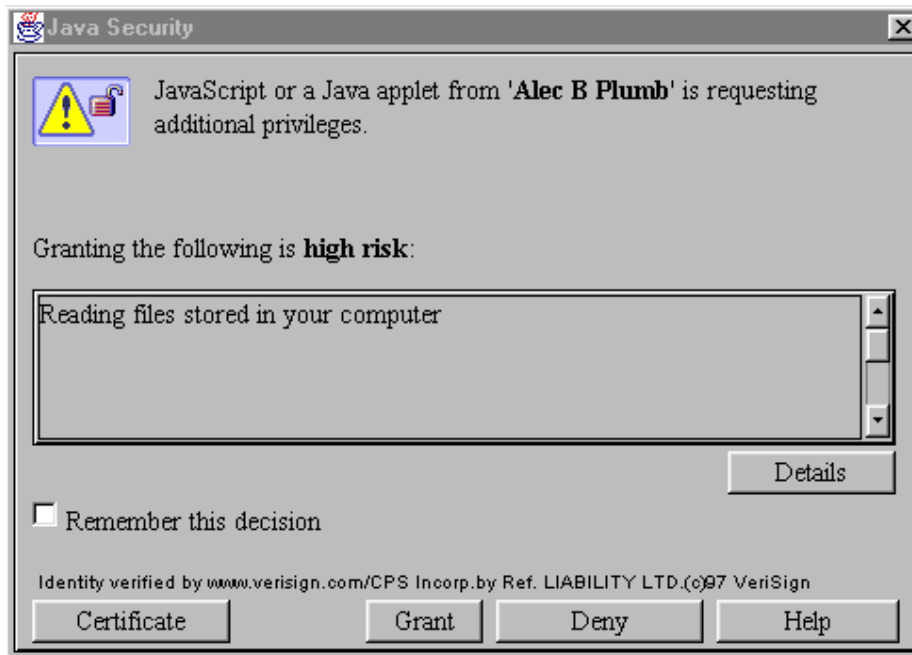 Java Security
JavaScript or a Java applet from 'Alec B Plumb' is requesting
additional privileges.
Granting the following is high risk:
Reading files stored in your computer
Details
Remember this decision
Identity verified by www.verisign.com/CPS Incorp.by Ref. LIABILITY LTD.(c)97 VeriSign
Certificate Grant Deny Help